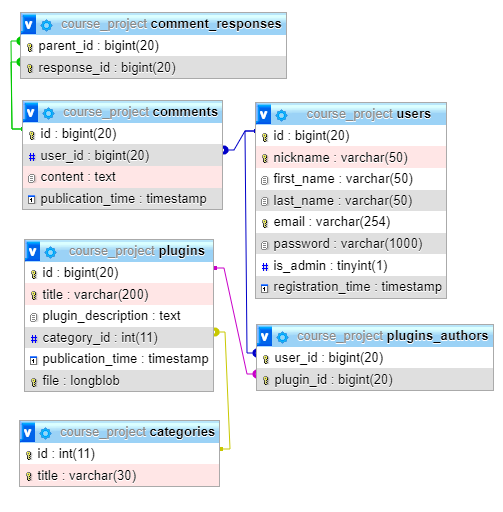 v course_project comment_responses
parent_id : bigint(20)
response_id : bigint(20)
v course_project comments
id : bigint(20)
# user_id : bigint(20)
content : text
publication_time : timestamp
v course_project users
id : bigint(20)
nickname : varchar(50)
first_name : varchar(50)
last_name : varchar(50)
email : varchar(254)
password : varchar(1000)
# is_admin : tinyint(1)
registration_time : timestamp
v course_project plugins
id : bigint(20)
title : varchar(200)
plugin_description : text
# category_id : int(11)
publication_time : timestamp
file : longblob
v course_project plugins_authors
user_id : bigint(20)
plugin_id : bigint(20)
v course_project categories
id : int(11)
title : varchar(30)